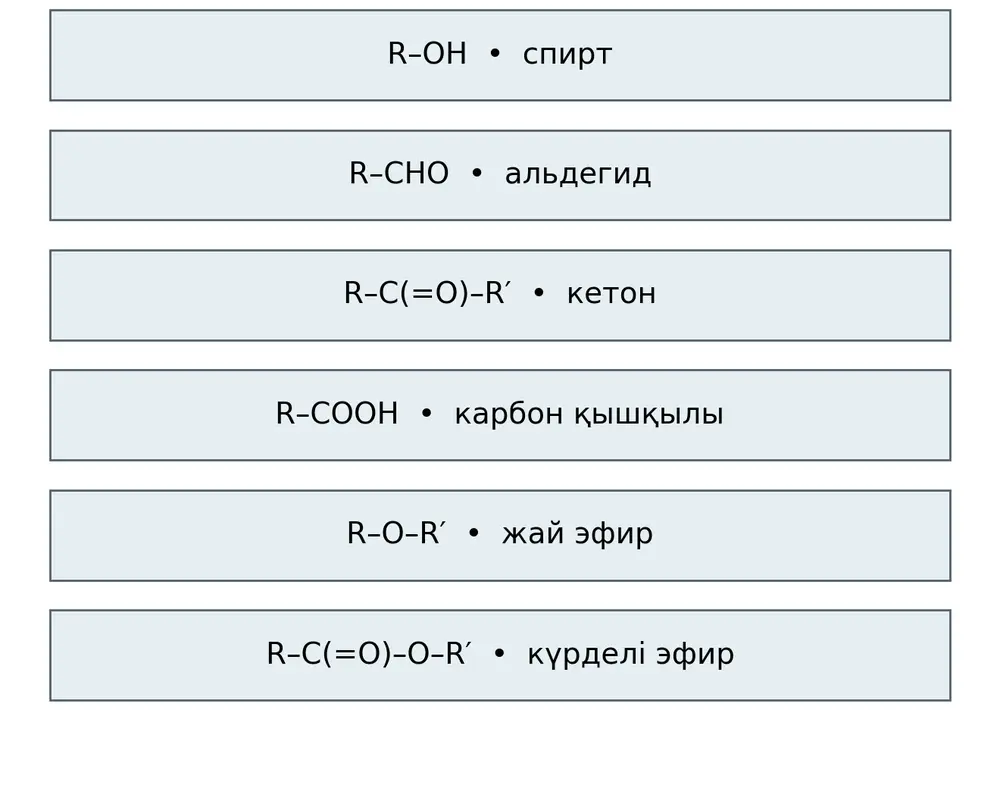 R–OH • спирт
R–CHO • альдегид
R–C(=O)–R′ • кетон
R–COOH • карбон қышқылы
R–O–R′ • жай эфир
R–C(=O)–O–R′ • күрделі эфир